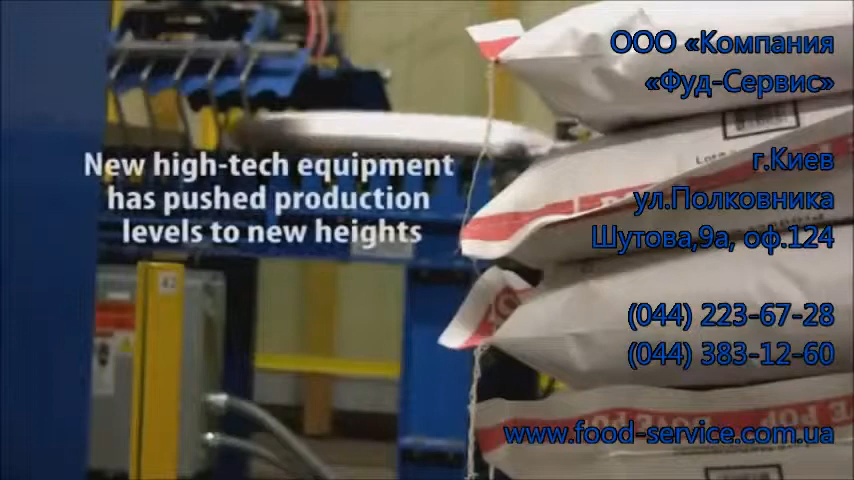 New high-tech equipment
has pushed production
levels to new heights
ООО «Компания
«Фуд-Сервис»
г.Киев
ул.Полковника
Шутова,9а, оф.124
(044) 223-67-28
(044) 383-12-60
www.food-service.com.ua